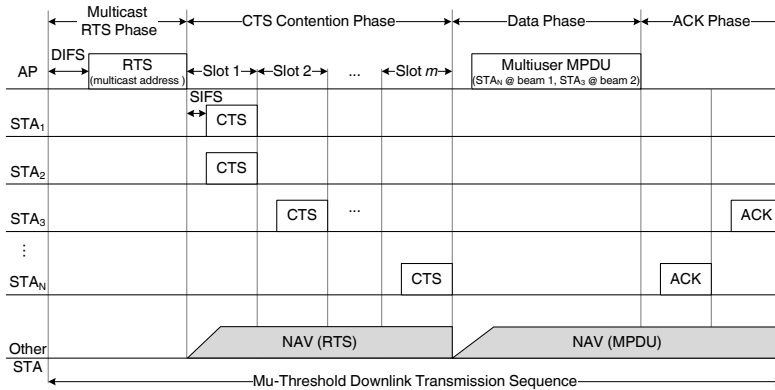 Multicast
RTS Phase
CTS Contention Phase
Data Phase
ACK Phase
DIFS
AP
RTS
(multicast address )
Slot 1
Slot 2
...
Slot m
Multiuser MPDU
(STAN @ beam 1, STA3 @ beam 2)
SIFS
STA1
CTS
STA2
CTS
STA3
CTS
...
ACK
...
STAN
CTS
ACK
Other
STA
NAV (RTS)
NAV (MPDU)
Mu-Threshold Downlink Transmission Sequence